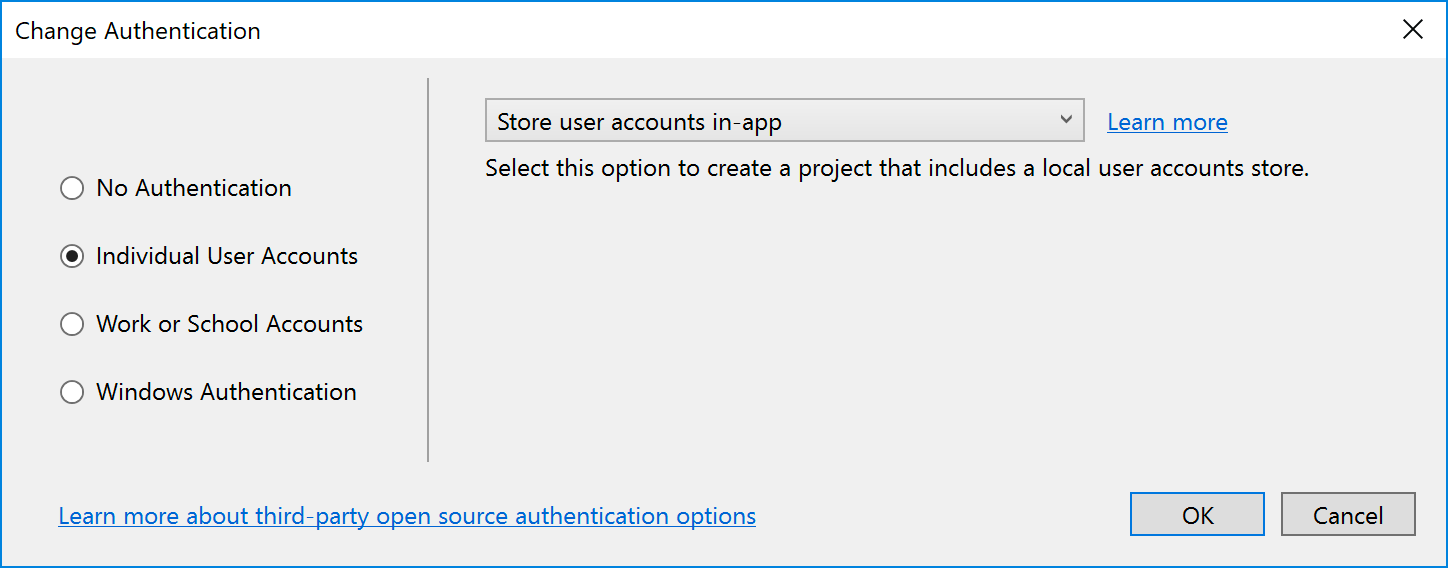 Change Authentication
No Authentication
Individual User Accounts
Work or School Accounts
Windows Authentication
Store user accounts in-app
Learn more
Select this option to create a project that includes a local user accounts store.
Learn more about third-party open source authentication options
OK
Cancel